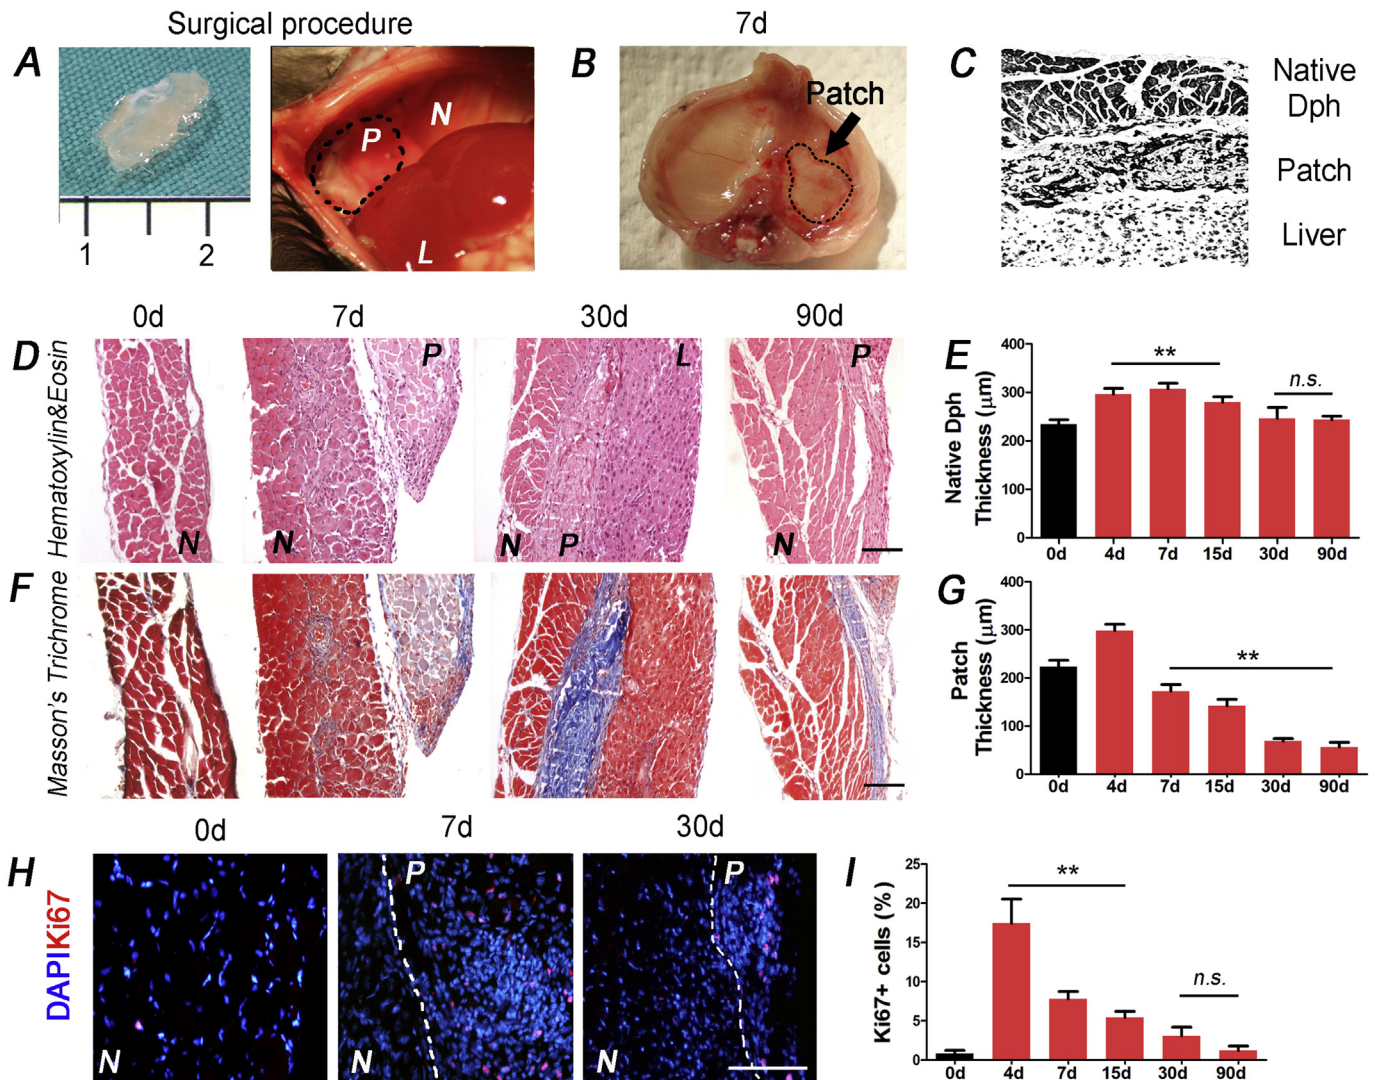 Surgical procedure
7d
A
1
2
P
N
L
B
Patch
C
Native
Dph
Patch
Liver
0d
7d
30d
90d
D
Hematoxylin&Eosin
N
N
P
N
P
L
N
P
E
Native Dph
Thickness (μm)
400
300
200
100
0
**
n.s.
0d 4d 7d 15d 30d 90d
F
Masson's Trichrome
G
Patch
Thickness (μm)
400
300
200
100
0
**
0d 4d 7d 15d 30d 90d
0d
7d
30d
H
DAPIKi67
N
P
N
P
N
I
Ki67+ cells (%)
25
20
15
10
5
0
**
n.s.
0d 4d 7d 15d 30d 90d